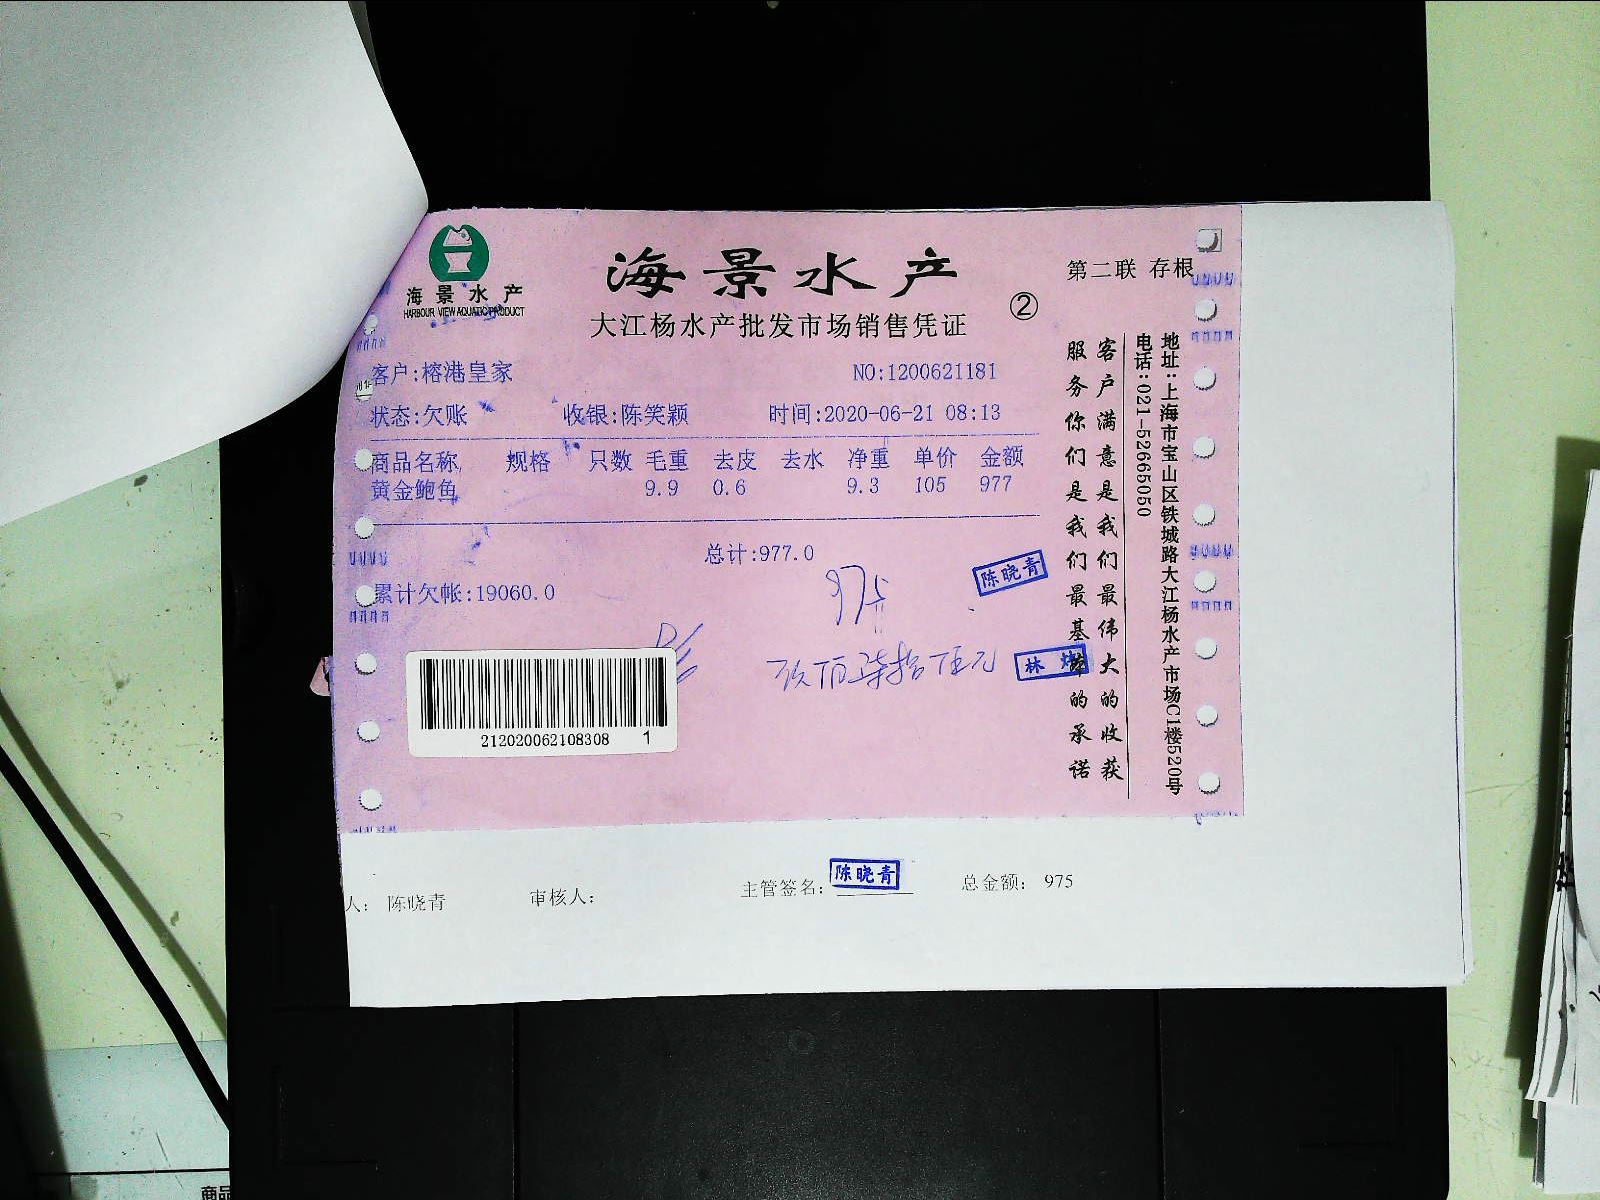 海景水产
HARBOUR VIEW AQUATIC PRODUCT
海景水产
大江杨水产批发市场销售凭证
②
第二联 存根
客户:榕港皇家 NO:1200621181
状态:欠账 收银:陈笑颖 时间:2020-06-21 08:13
商品名称 规格 只数 毛重 去皮 去水 净重 单价 金额
黄金鲍鱼 9.9 0.6 9.3 105 977
总计:977.0
累计欠帐:19060.0
975
陈晓青
玖佰柒拾伍元
林
212020062108308 1
客户满意是我们最伟大的收获
服务你们是我们最基本的承诺
地址:上海市宝山区铁城路大江杨水产市场C1楼520号
电话:021-52665050
人: 陈晓青 审核人: 主管签名: 陈晓青 总金额: 975
商品